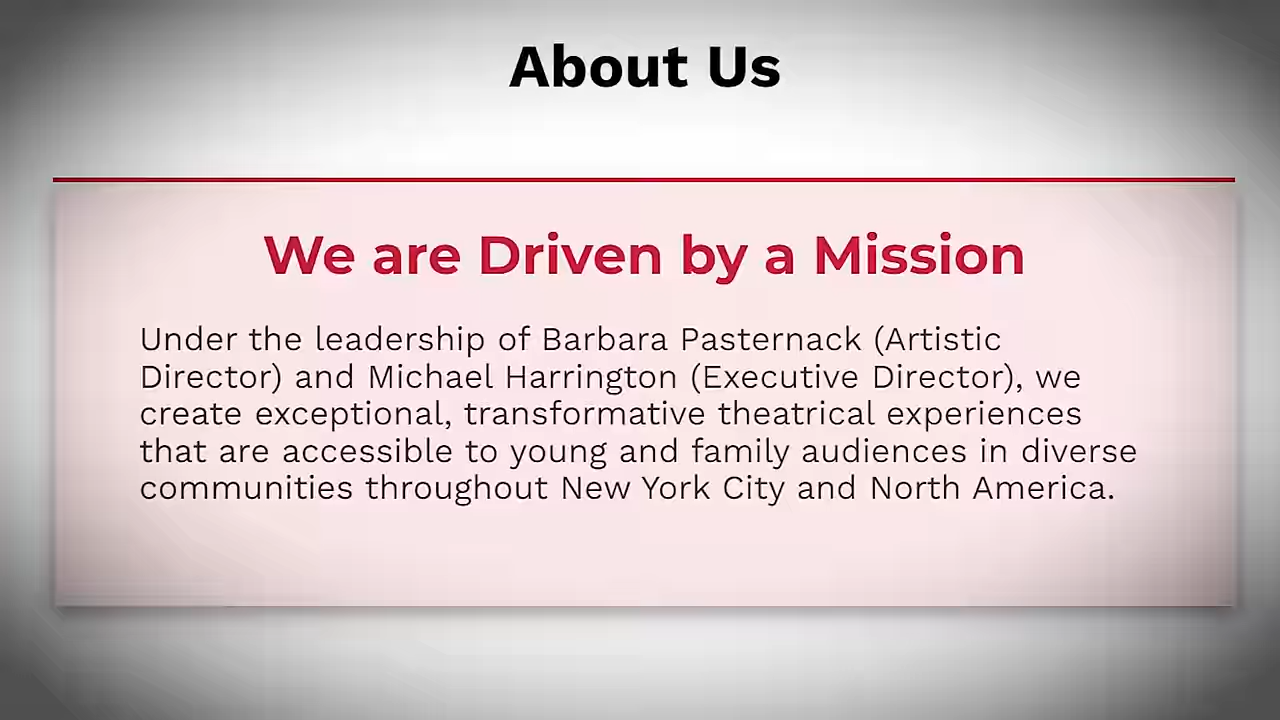 About Us
We are Driven by a Mission
Under the leadership of Barbara Pasternack (Artistic
Director) and Michael Harrington (Executive Director), we
create exceptional, transformative theatrical experiences
that are accessible to young and family audiences in diverse
communities throughout New York City and North America.